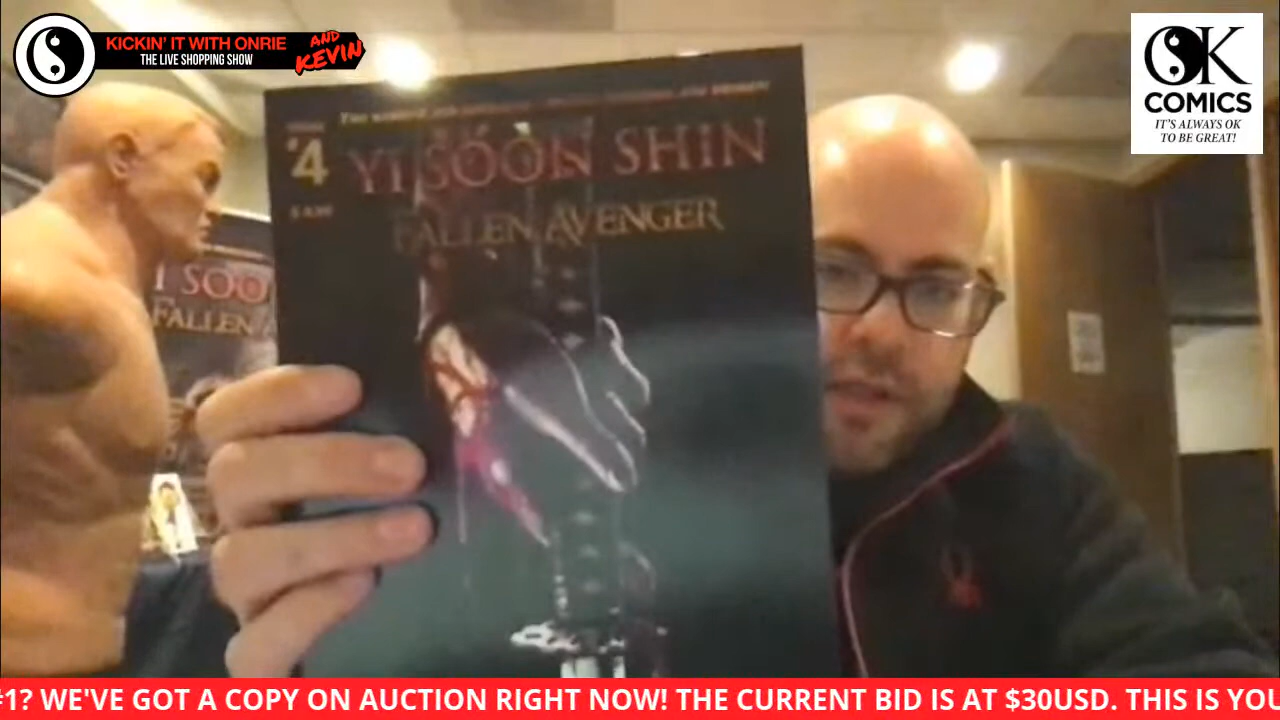 KICKIN' IT WITH ONRIE
AND
KEVIN
THE LIVE SHOPPING SHOW
OK
COMICS
IT'S ALWAYS OK
TO BE GREAT!
#4
YI SOON SHIN
FALLEN AVENGER
I SOO
FALLEN A
#1? WE'VE GOT A COPY ON AUCTION RIGHT NOW! THE CURRENT BID IS AT $30USD. THIS IS YOU